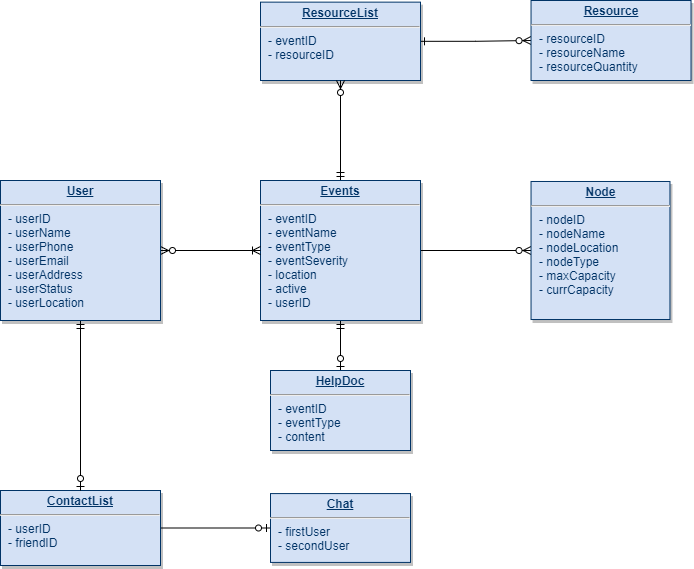 ResourceList
- eventID
- resourceID
Resource
- resourceID
- resourceName
- resourceQuantity
User
- userID
- userName
- userPhone
- userEmail
- userAddress
- userStatus
- userLocation
Events
- eventID
- eventName
- eventType
- eventSeverity
- location
- active
- userID
Node
- nodeID
- nodeName
- nodeLocation
- nodeType
- maxCapacity
- currCapacity
HelpDoc
- eventID
- eventType
- content
ContactList
- userID
- friendID
Chat
- firstUser
- secondUser